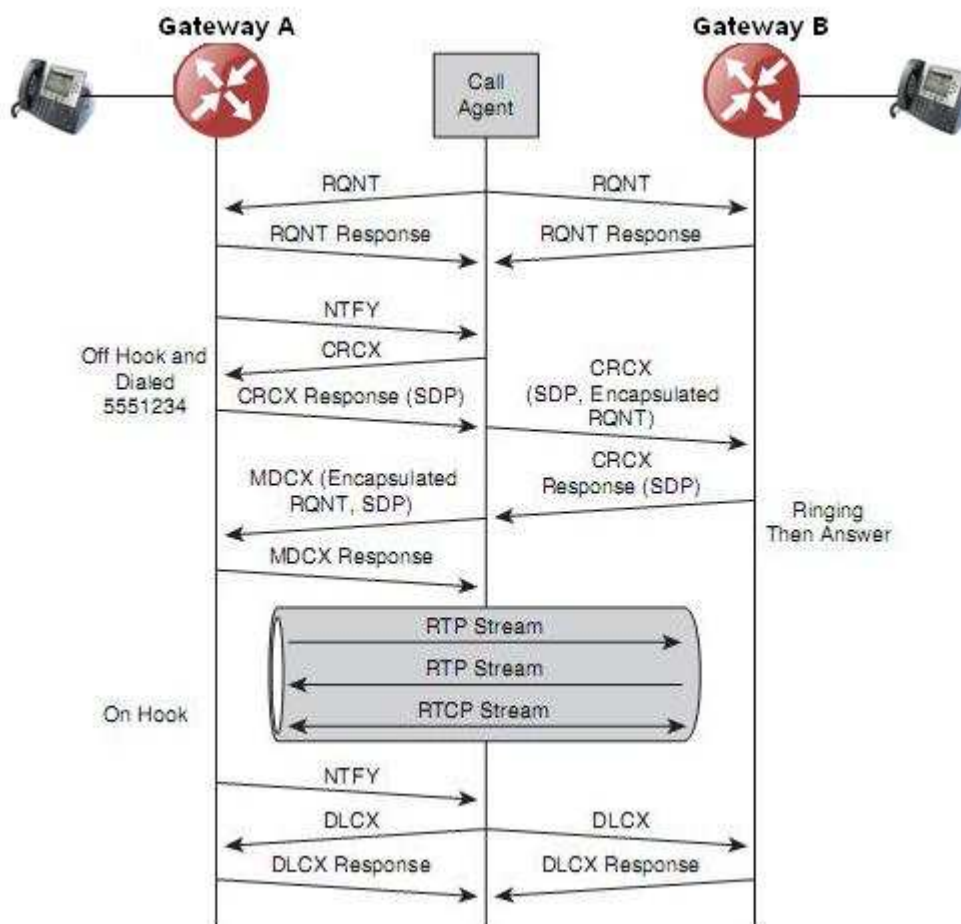 Gateway A
Gateway B
Call
Agent
RQNT
RQNT
RQNT Response
RQNT Response
NTFY
CRCX
Off Hook and
Dialed
5551234
CRCX Response (SDP)
CRCX
(SDP, Encapsulated
RQNT)
CRCX
Response (SDP)
MDCX (Encapsulated
RQNT, SDP)
Ringing
Then Answer
MDCX Response
RTP Stream
RTP Stream
RTCP Stream
On Hook
NTFY
DLCX
DLCX
DLCX Response
DLCX Response